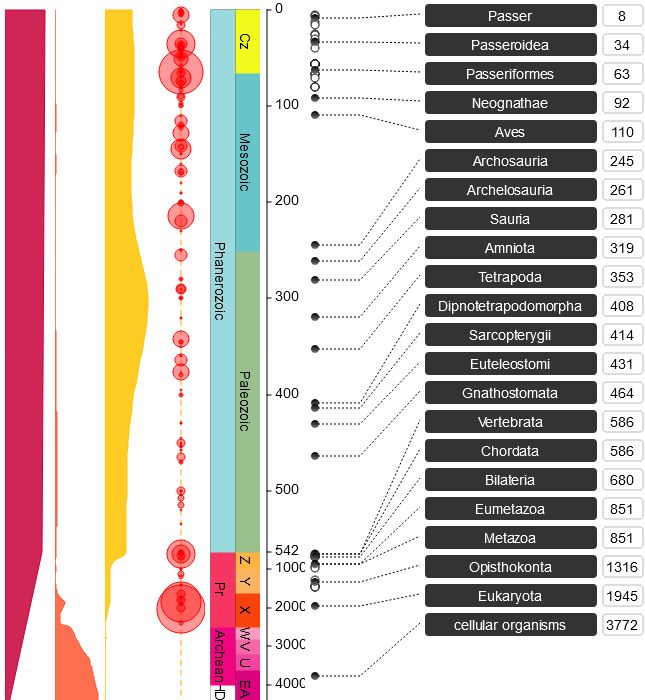 0
100
200
300
400
500
542
1000
2000
3000
4000
Cz
Mesozoic
Paleozoic
Phanerozoic
Z
Y
X
Pr
W
V
U
Archean
EA
Passer 8
Passeroidea 34
Passeriformes 63
Neognathae 92
Aves 110
Archosauria 245
Archelosauria 261
Sauria 281
Amniota 319
Tetrapoda 353
Dipnotetrapodomorpha 408
Sarcopterygii 414
Euteleostomi 431
Gnathostomata 464
Vertebrata 586
Chordata 586
Bilateria 680
Eumetazoa 851
Metazoa 851
Opisthokonta 1316
Eukaryota 1945
cellular organisms 3772